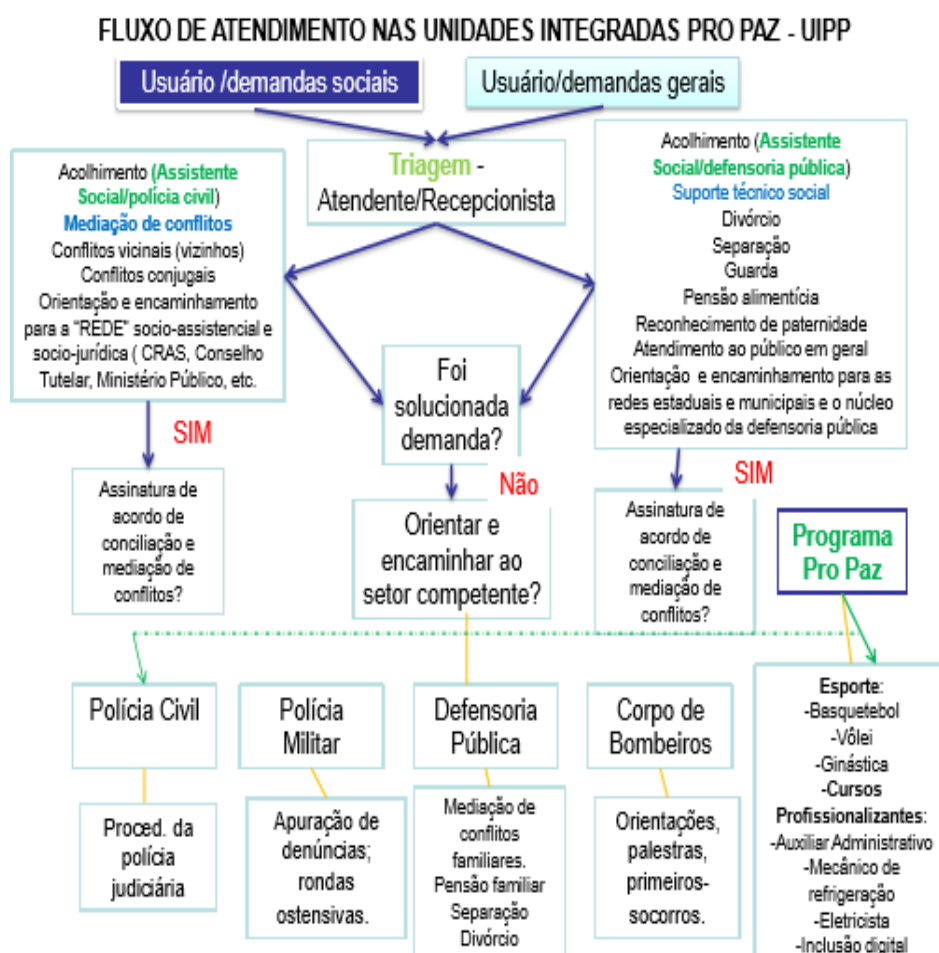 FLUXO DE ATENDIMENTO NAS UNIDADES INTEGRADAS PRO PAZ - UIPP
Usuário /demandas sociais
Usuário/demandas gerais
Triagem -
Atendente/Recepcionista
Acolhimento (Assistente
Social/polícia civil)
Mediação de conflitos
Conflitos vicinais (vizinhos)
Conflitos conjugais
Orientação e encaminhamento
para a “REDE” socio-assistencial e
socio-jurídica ( CRAS, Conselho
Tutelar, Ministério Público, etc.
Acolhimento (Assistente
Social/defensoria pública)
Suporte técnico social
Divórcio
Separação
Guarda
Pensão alimentícia
Reconhecimento de paternidade
Atendimento ao público em geral
Orientação e encaminhamento para as
redes estaduais e municipais e o núcleo
especializado da defensoria pública
Foi
solucionada
demanda?
SIM
Não
SIM
Assinatura de
acordo de
conciliação e
mediação de
conflitos?
Orientar e
encaminhar ao
setor competente?
Assinatura de
acordo de
conciliação e
mediação de
conflitos?
Programa
Pro Paz
Polícia Civil
Polícia
Militar
Defensoria
Pública
Corpo de
Bombeiros
Proced. da
polícia
judiciária
Apuração de
denúncias;
rondas
ostensivas.
Mediação de
conflitos
familiares.
Pensão familiar
Separação
Divórcio
Orientações,
palestras,
primeiros-
socorros.
Esporte:
-Basquetebol
-Vôlei
-Ginástica
-Cursos
Profissionalizantes:
-Auxiliar Administrativo
-Mecânico de
refrigeração
-Eletricista
-Inclusão digital